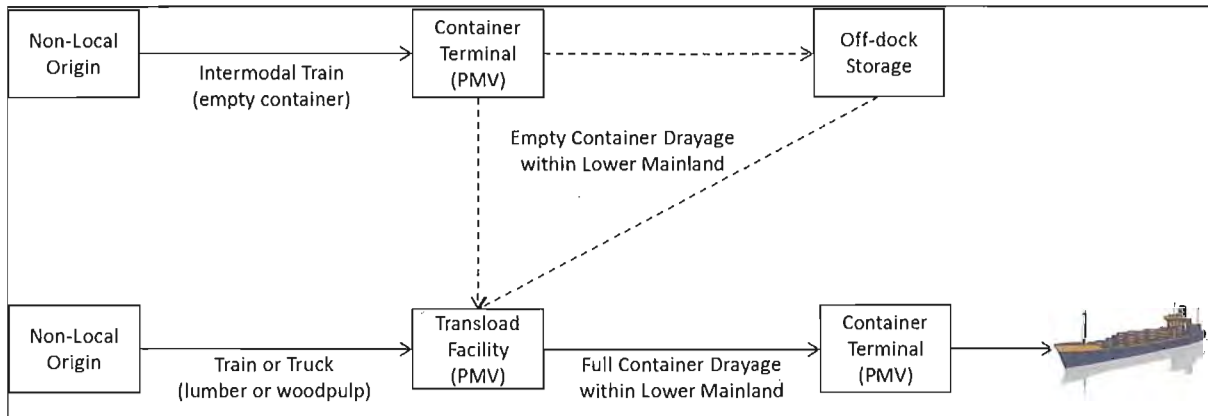 Non-Local
Origin
Intermodal Train
(empty container)
Container
Terminal
(PMV)
Off-dock
Storage
Empty Container Drayage
within Lower Mainland
Non-Local
Origin
Train or Truck
(lumber or woodpulp)
Transload
Facility
(PMV)
Full Container Drayage
within Lower Mainland
Container
Terminal
(PMV)